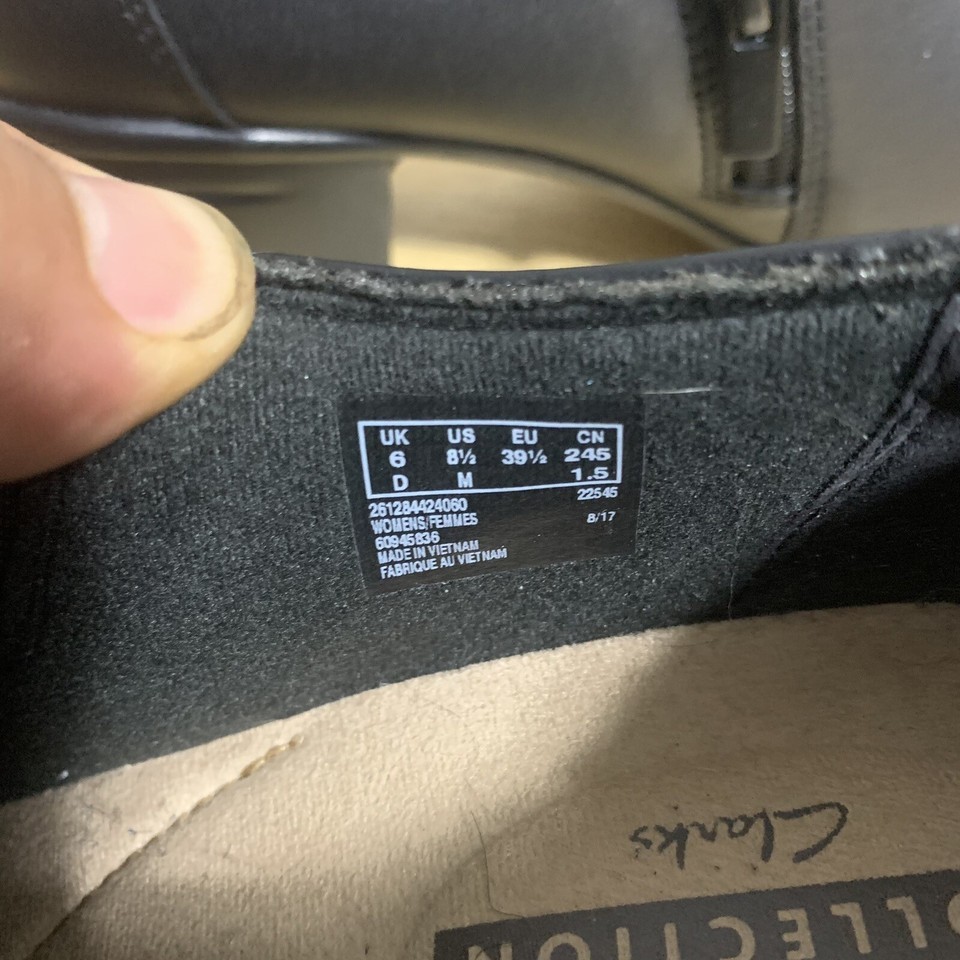 UK US EU CN
6 8½ 39½ 245
D M 1.5
261284424060 22545
WOMENS/FEMMES 8/17
60945836
MADE IN VIETNAM
FABRIQUE AU VIETNAM
Clarks
OLLECTION